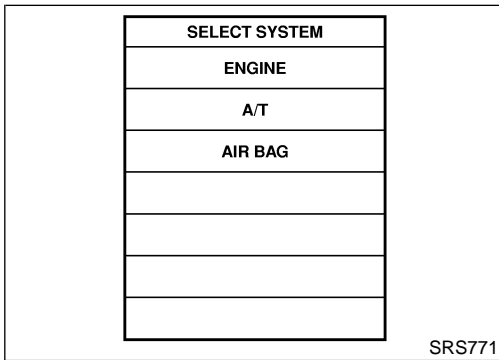 SELECT SYSTEM
ENGINE
A/T
AIR BAG
SRS771